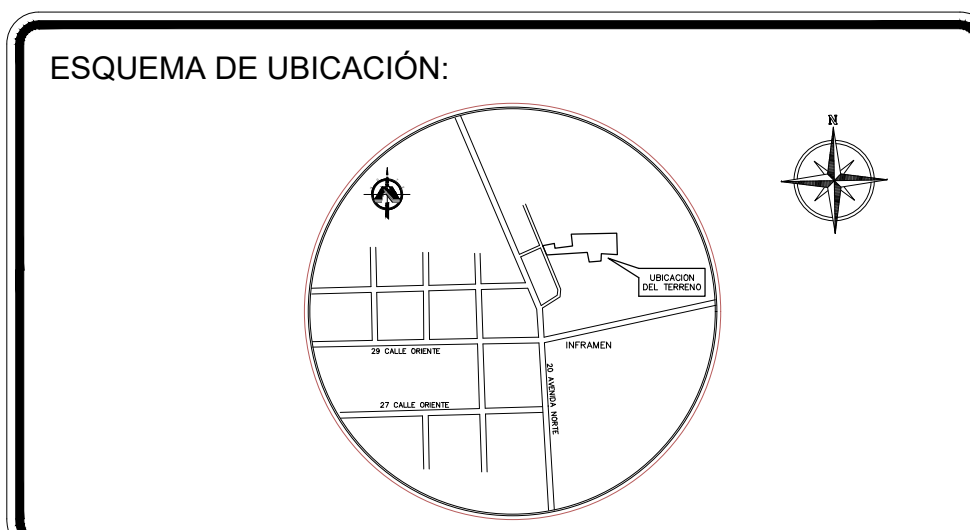 ESQUEMA DE UBICACIÓN:
N
UBICACION
DEL TERRENO
INFRAMEN
29 CALLE ORIENTE
20 AVENIDA NORTE
27 CALLE ORIENTE